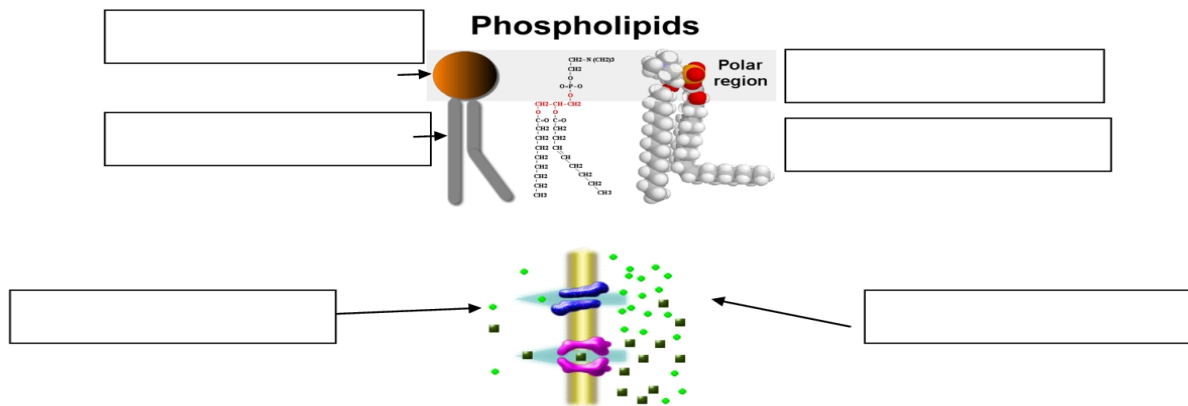 Phospholipids
Polar
region
CH2-N (CH2)3
CH2
O
O-P-O
O
CH2-CH-CH2
O O
C=O C=O
CH2 CH2
CH2 CH2
CH2 CH
CH2 CH
CH2 CH2
CH2 CH2
CH2 CH2
CH3 CH3